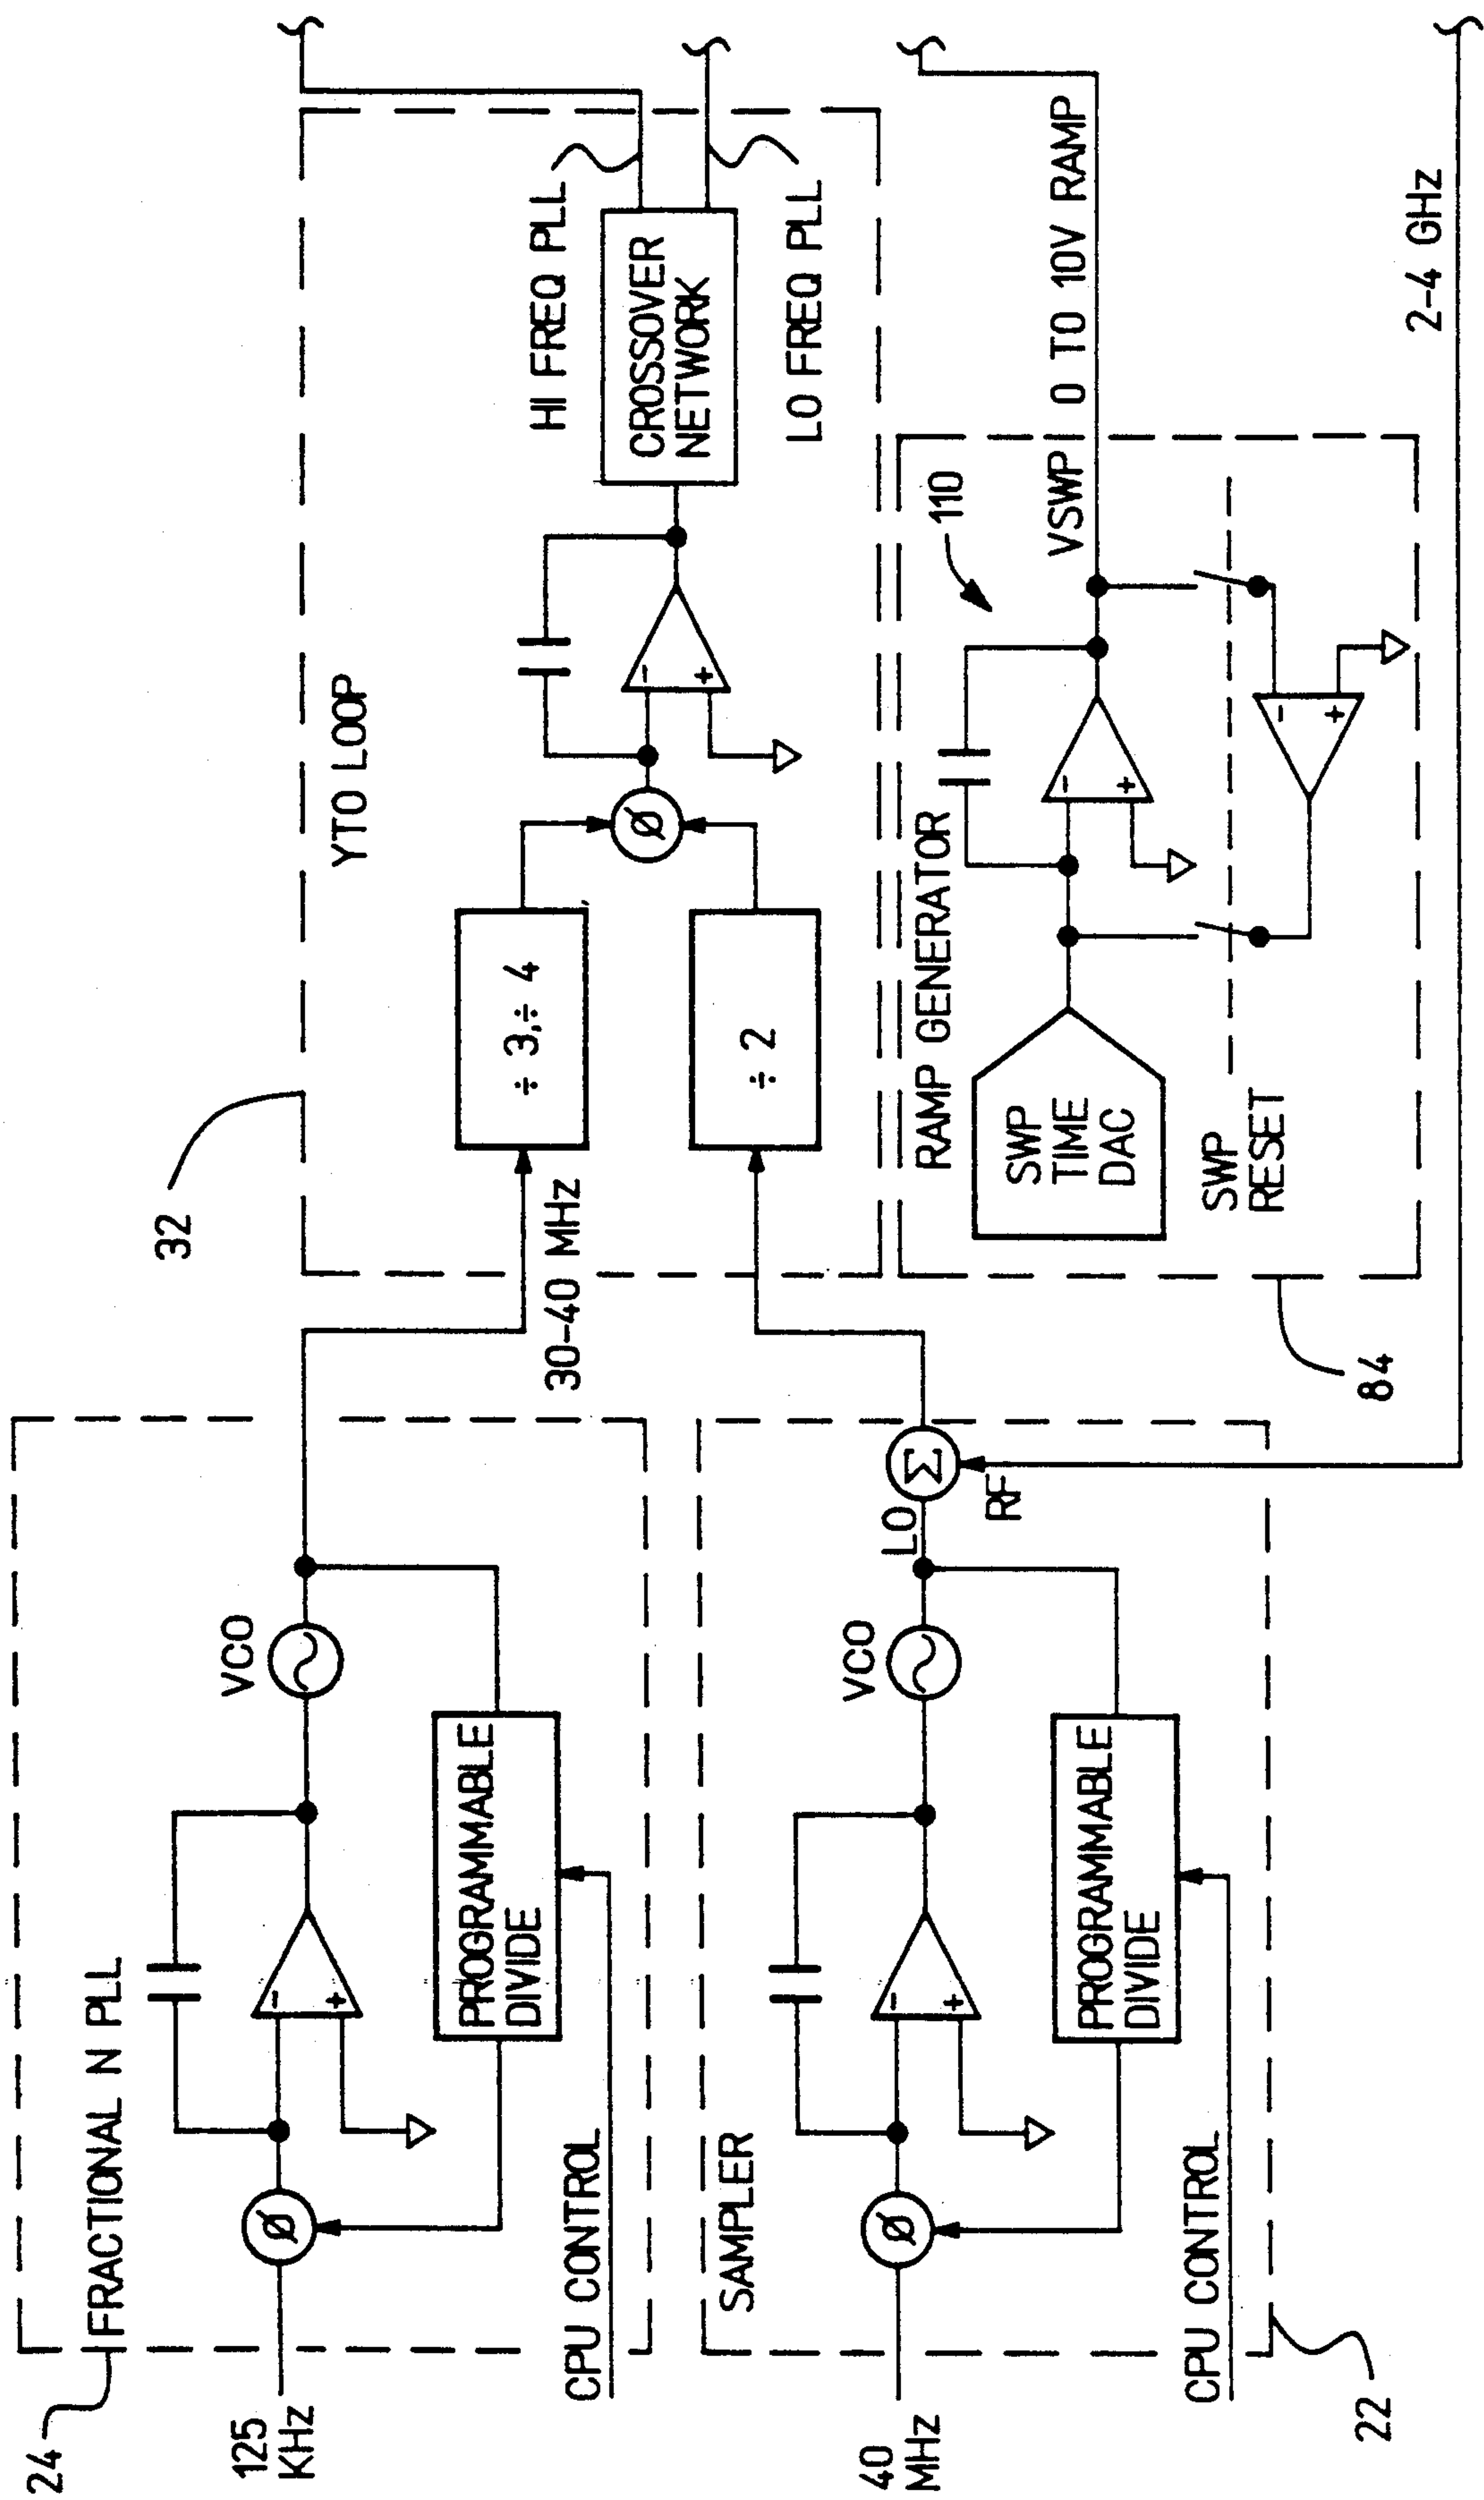 24
FRACTIONAL N PLL
125
KHz
Ø
-
+
VCO
PROGRAMMABLE
DIVIDE
CPU CONTROL
30-40 MHz
SAMPLER
40
MHz
Ø
-
+
VCO
LO
Σ
RF
PROGRAMMABLE
DIVIDE
CPU CONTROL
22
32
YTO LOOP
÷ 3,÷ 4
÷ 2
Ø
-
+
HI FREQ PLL
CROSSOVER
NETWORK
LO FREQ PLL
RAMP GENERATOR
110
SWP
TIME
DAC
-
+
VSWP
0 TO 10V RAMP
SWP
RESET
-
+
84
2-4 GHz